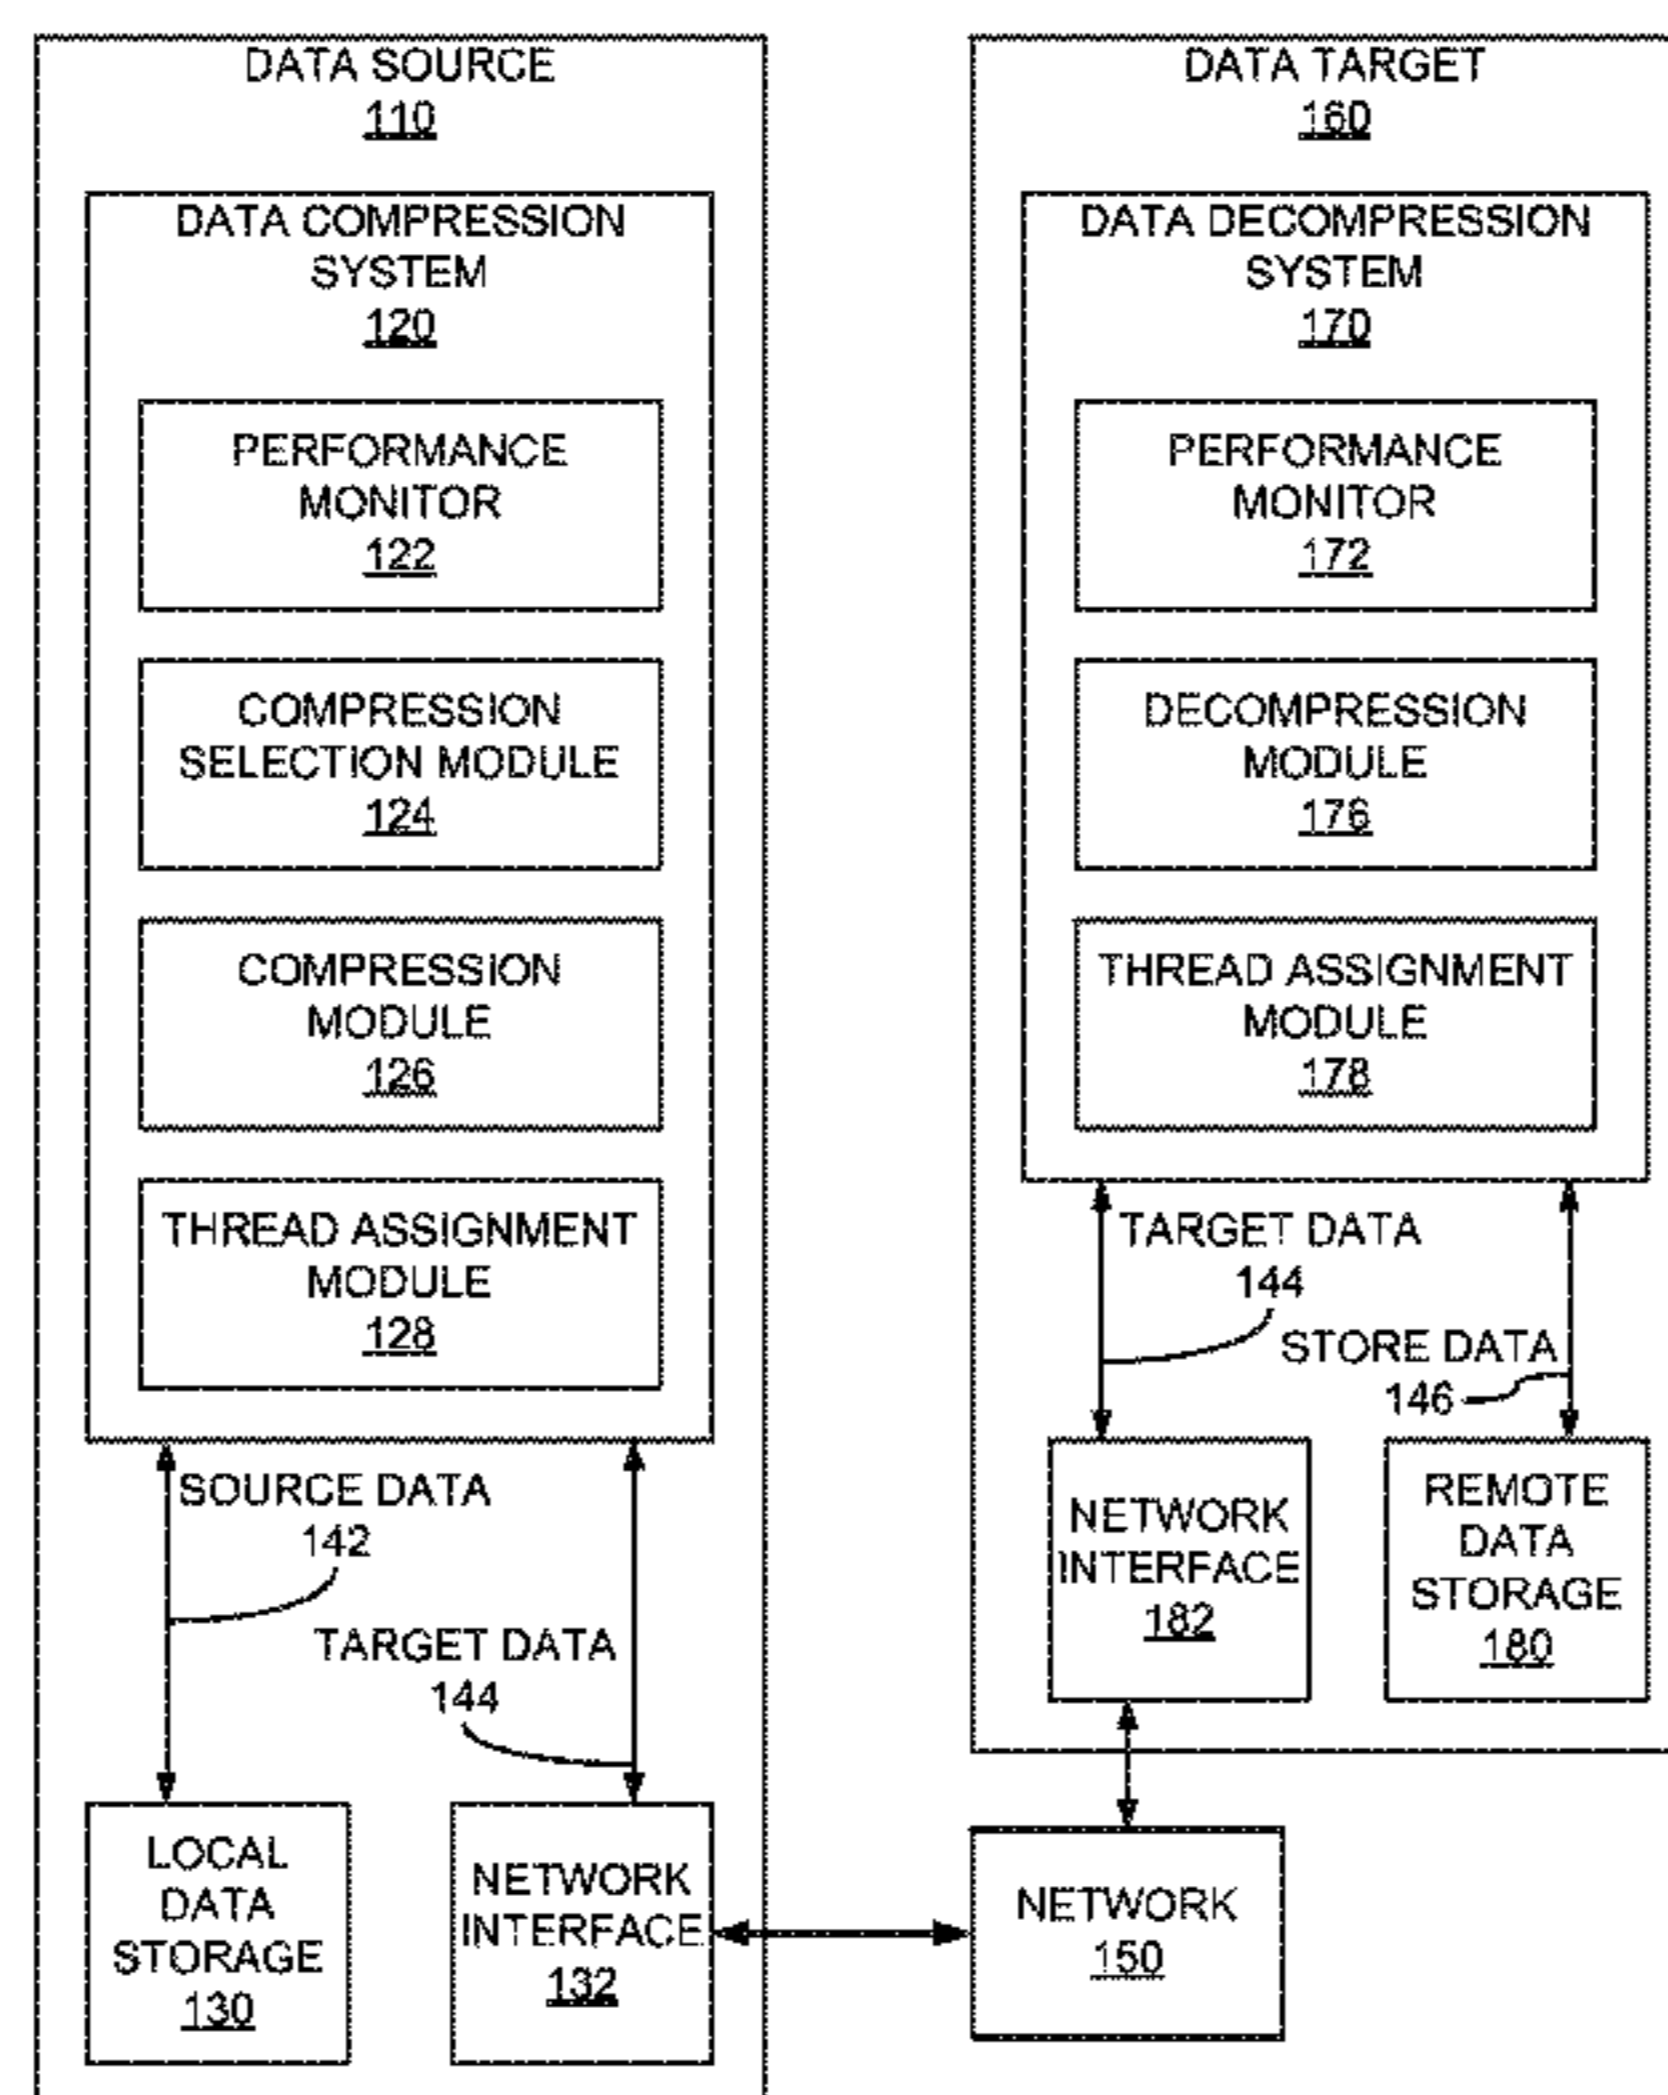 DATA SOURCE
110
DATA COMPRESSION
SYSTEM
120
PERFORMANCE
MONITOR
122
COMPRESSION
SELECTION MODULE
124
COMPRESSION
MODULE
126
THREAD ASSIGNMENT
MODULE
128
SOURCE DATA
142
TARGET DATA
144
LOCAL
DATA
STORAGE
130
NETWORK
INTERFACE
132
DATA TARGET
160
DATA DECOMPRESSION
SYSTEM
170
PERFORMANCE
MONITOR
172
DECOMPRESSION
MODULE
176
THREAD ASSIGNMENT
MODULE
178
TARGET DATA
144
STORE DATA
146
NETWORK
INTERFACE
182
REMOTE
DATA
STORAGE
180
NETWORK
150